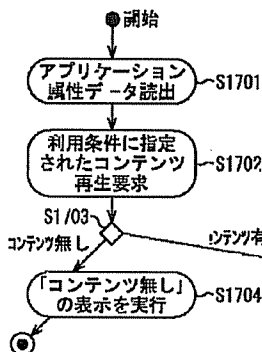 開始
アプリケーション
属性データ読出
S1701
利用条件に指定
されたコンテンツ
再生要求
S1702
S1703
コンテンツ無し
ンテンツ有
「コンテンツ無し」
の表示を実行
S1704